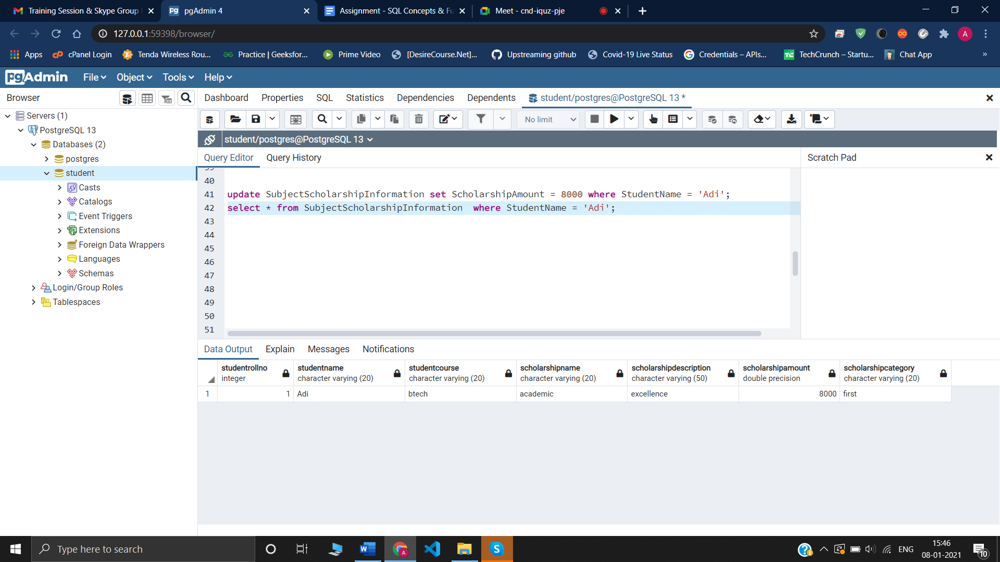 Training Session & Skype Group
pgAdmin 4
Assignment - SQL Concepts & Fu
Meet - cnd-iquz-pje
127.0.0.1:59398/browser/
A
Apps
cPanel Login
Tenda Wireless Rou...
Practice | Geeksfor...
Prime Video
[DesireCourse.Net]...
Upstreaming github
Covid-19 Live Status
Credentials – APIs...
TechCrunch – Startu...
Chat App
»
pgAdmin File Object Tools Help
Browser
Dashboard Properties SQL Statistics Dependencies Dependents student/postgres@PostgreSQL 13 *
Servers (1)
PostgreSQL 13
Databases (2)
postgres
student
Casts
Catalogs
Event Triggers
Extensions
Foreign Data Wrappers
Languages
Schemas
Login/Group Roles
Tablespaces
No limit
student/postgres@PostgreSQL 13
Query Editor Query History
Scratch Pad
39
40
41 update SubjectScholarshipInformation set ScholarshipAmount = 8000 where StudentName = 'Adi';
42 select * from SubjectScholarshipInformation  where StudentName = 'Adi';
43
44
45
46
47
48
49
50
51
Data Output Explain Messages Notifications
studentrollno studentname studentcourse scholarshipname scholarshipdescription scholarshipamount scholarshipcategory
integer character varying (20) character varying (20) character varying (20) character varying (50) double precision character varying (20)
1 1 Adi btech academic excellence 8000 first
Type here to search
W
A
S
ENG
15:46
08-01-2021
10